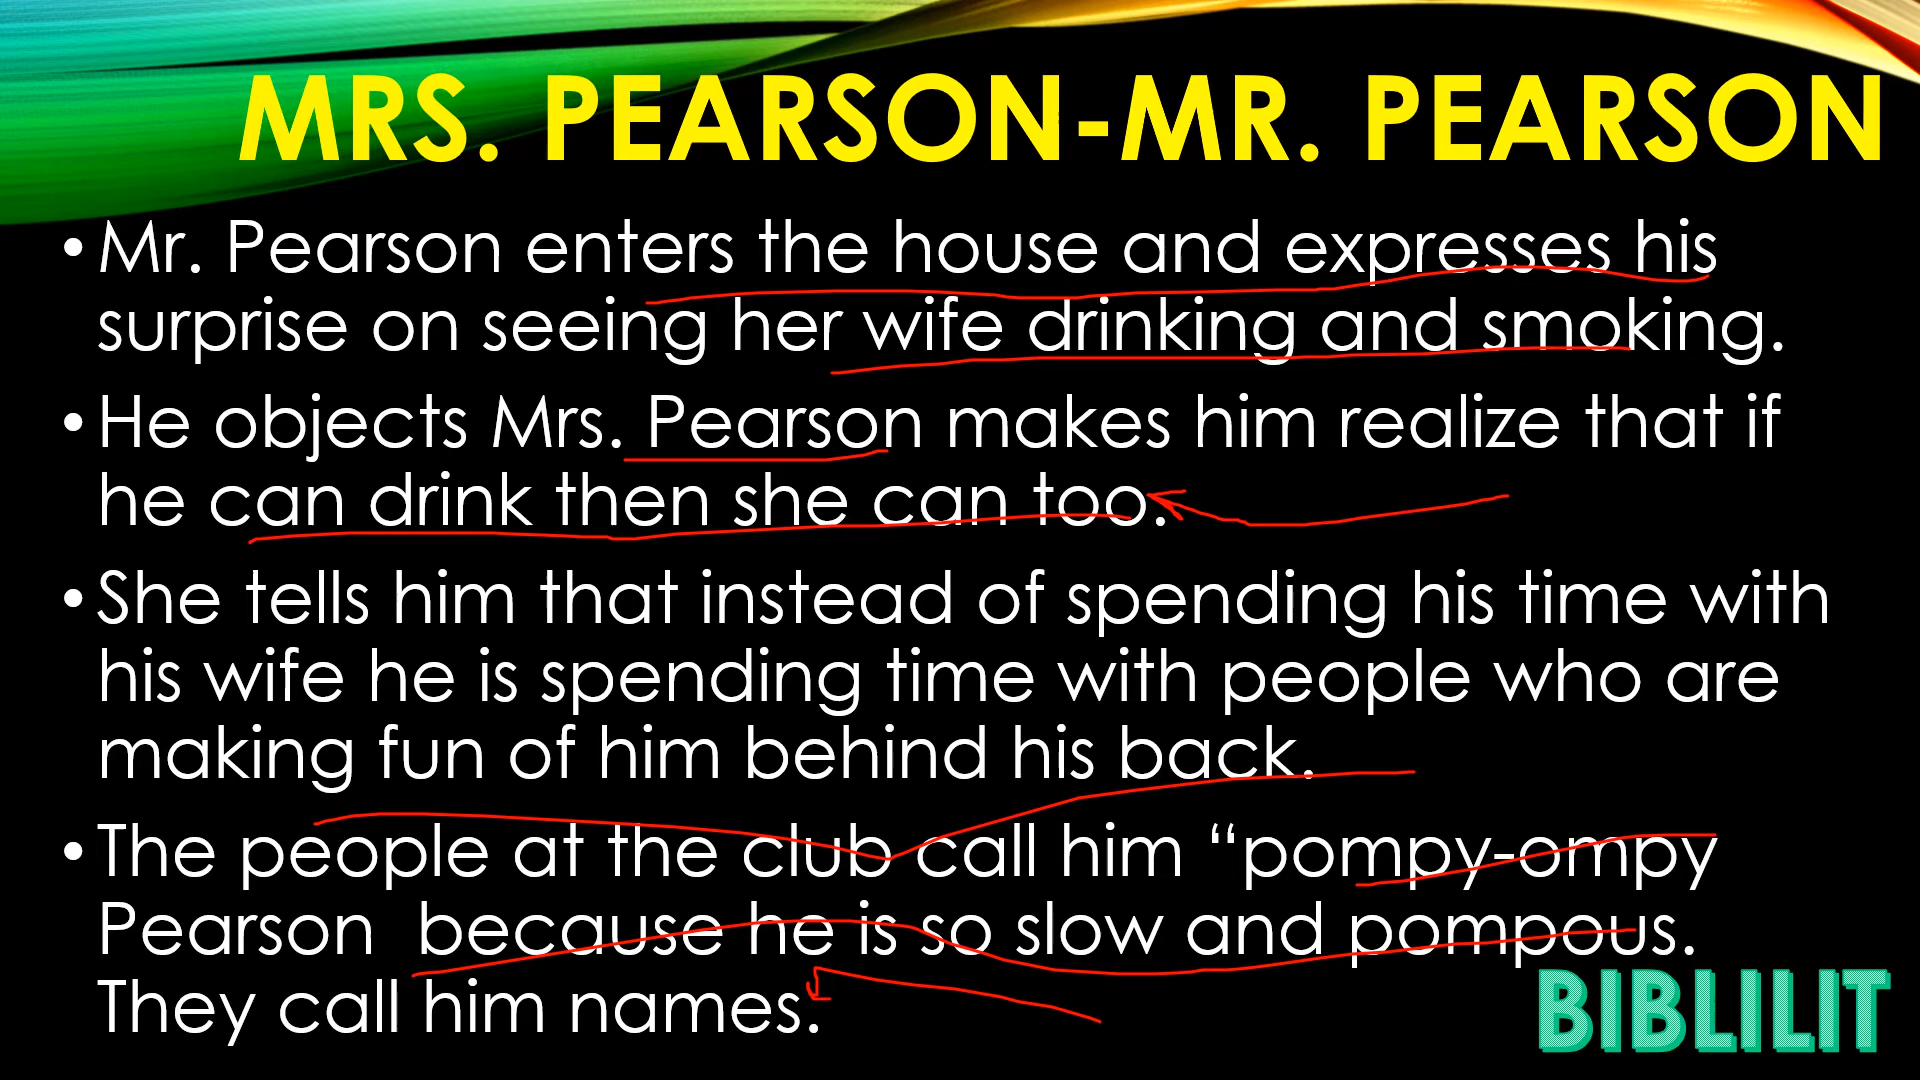 MRS. PEARSON-MR. PEARSON
• Mr. Pearson enters the house and expresses his
surprise on seeing her wife drinking and smoking.
• He objects Mrs. Pearson makes him realize that if
he can drink then she can too.
• She tells him that instead of spending his time with
his wife he is spending time with people who are
making fun of him behind his back.
• The people at the club call him “pompy-ompy
Pearson  because he is so slow and pompous.
They call him names.
BIBLILIT